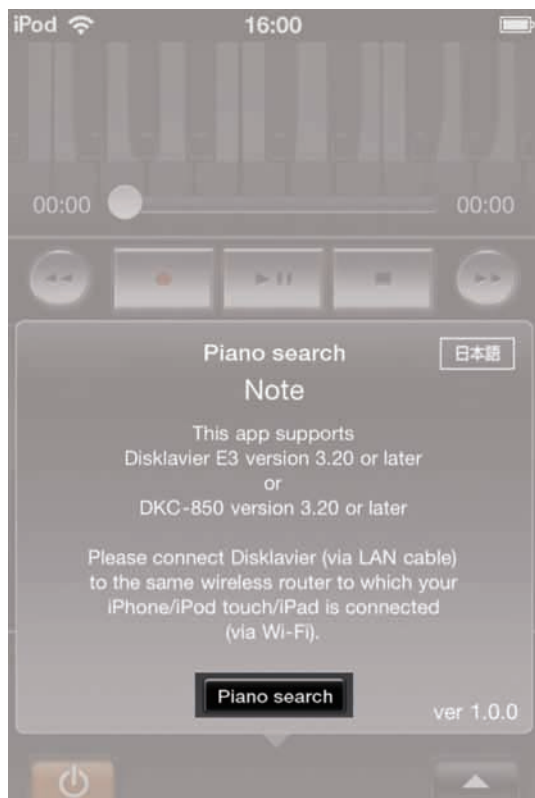 iPod 16:00
00:00 00:00
Piano search 日本語
Note
This app supports
Disklavier E3 version 3.20 or later
or
DKC-850 version 3.20 or later
Please connect Disklavier (via LAN cable)
to the same wireless router to which your
iPhone/iPod touch/iPad is connected
(via Wi-Fi).
Piano search
ver 1.0.0